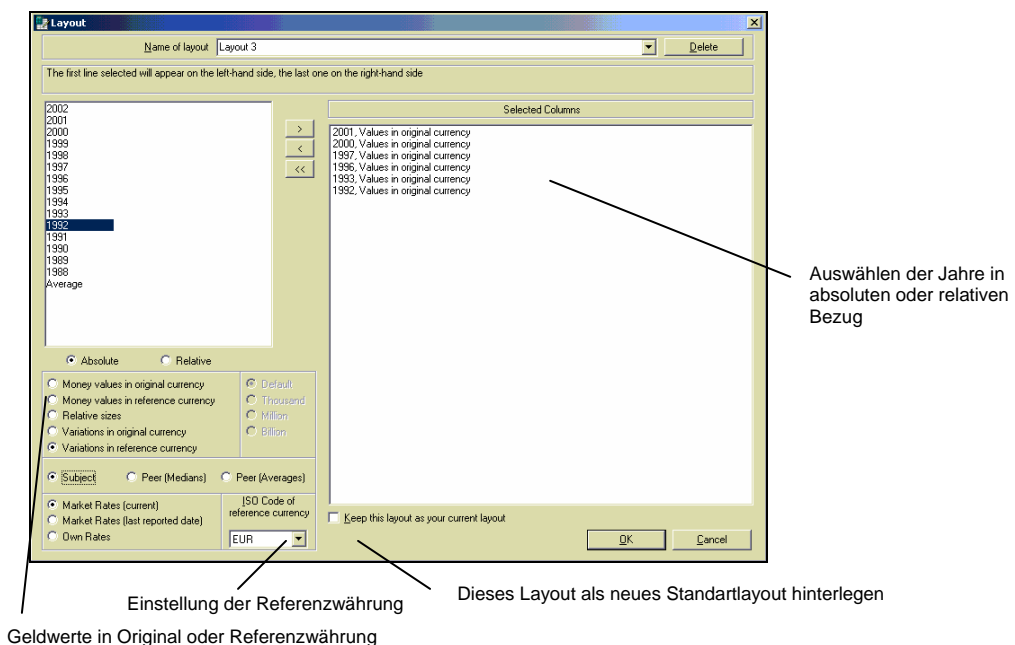 Layout
Name of layout Layout 3 Delete
The first line selected will appear on the left-hand side, the last one on the right-hand side
2002
2001
2000
1999
1998
1997
1996
1995
1994
1993
1992
1991
1990
1989
1988
Average
>
<
<<
Selected Columns
2001, Values in original currency
2000, Values in original currency
1997, Values in original currency
1996, Values in original currency
1993, Values in original currency
1992, Values in original currency
Auswählen der Jahre in
absoluten oder relativen
Bezug
Absolute Relative
Money values in original currency
Money values in reference currency
Relative sizes
Variations in original currency
Variations in reference currency
Default
Thousand
Million
Billion
Subject Peer (Medians) Peer (Averages)
Market Rates (current)
Market Rates (last reported date)
Own Rates
ISO Code of
reference currency
EUR
Keep this layout as your current layout
OK Cancel
Einstellung der Referenzwährung
Dieses Layout als neues Standartlayout hinterlegen
Geldwerte in Original oder Referenzwährung